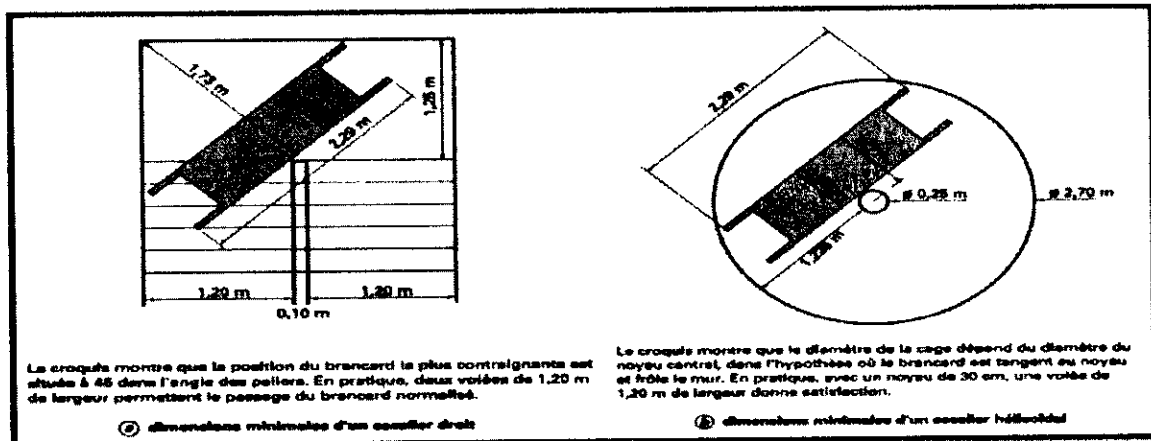 1,73 m
1,25 m
2,29 m
1,20 m
1,20 m
0,10 m
Le croquis montre que la position du brancard la plus contraignante est
située à 45 dans l'angle des paliers. En pratique, deux volées de 1,20 m
de largeur permettent le passage du brancard normalisé.
dimensions minimales d'un escalier droit
2,29 m
ø 0,25 m
ø 2,70 m
Le croquis montre que le diamètre de la cage dépend du diamètre du
noyau central, dans l'hypothèse où le brancard est tangent au noyau
et frôle le mur. En pratique, avec un noyau de 30 cm, une volée de
1,20 m de largeur donne satisfaction.
dimensions minimales d'un escalier hélicoïdal